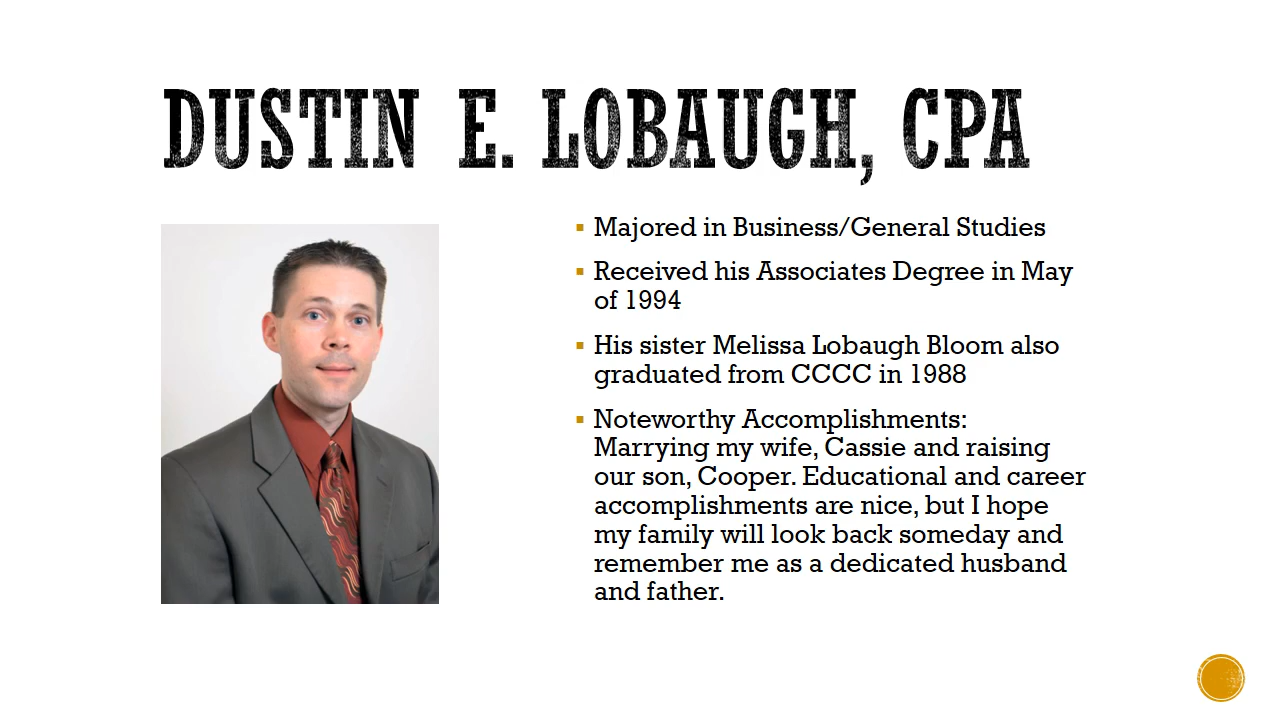 DUSTIN E. LOBAUGH, CPA
Majored in Business/General Studies
Received his Associates Degree in May
of 1994
His sister Melissa Lobaugh Bloom also
graduated from CCCC in 1988
Noteworthy Accomplishments:
Marrying my wife, Cassie and raising
our son, Cooper. Educational and career
accomplishments are nice, but I hope
my family will look back someday and
remember me as a dedicated husband
and father.